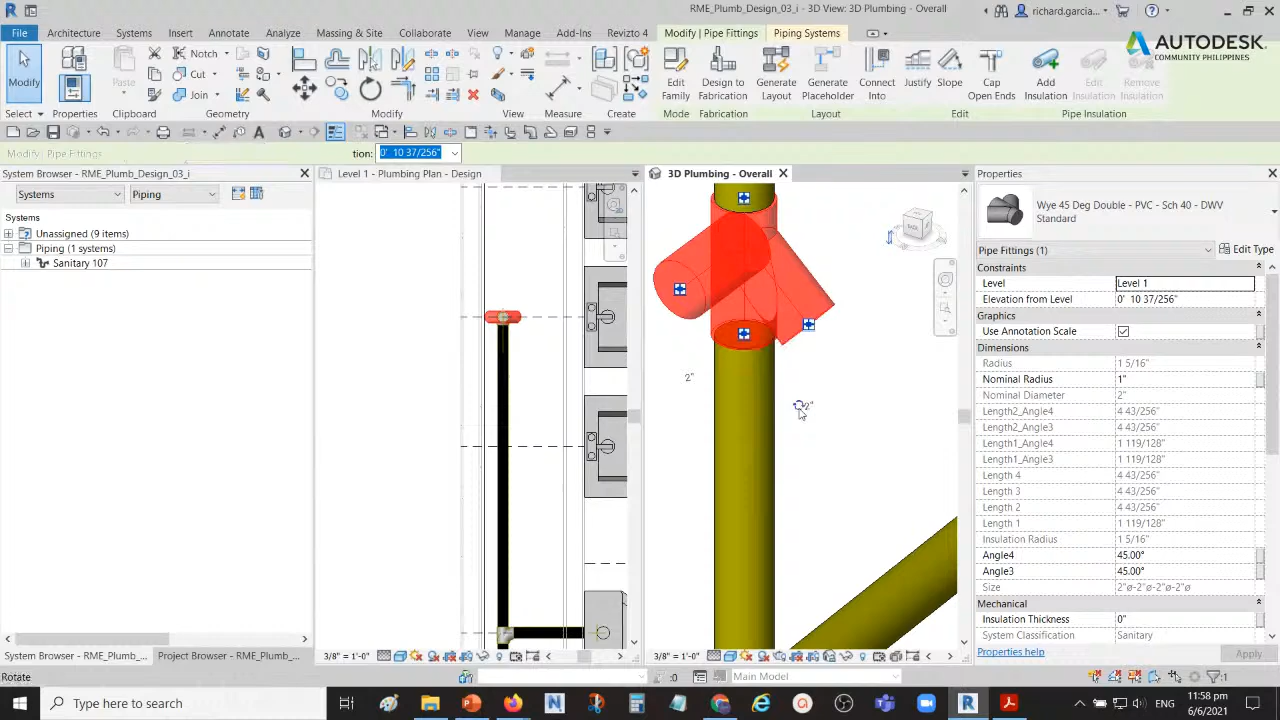 RME_Plumb_Design_03_i - 3D View: 3D Plumbing - Overall
richard.garcia...
AUTODESK
COMMUNITY PHILIPPINES
File Architecture Systems Insert Annotate Analyze Massing & Site Collaborate View Manage Add-Ins Revizto 4 Modify | Pipe Fittings Piping Systems
Modify
Paste
Notch
Cut
Join
Edit Family
Design to Fabrication
Generate Layout
Generate Placeholder
Connect Into
Justify
Slope
Cap Open Ends
Add Insulation
Edit Insulation
Remove Insulation
Select Properties Clipboard Geometry Modify View Measure Create Mode Fabrication Layout Edit Pipe Insulation
Modify | Pipe Fittings
tion: 0' 10 37/256"
System Browser - RME_Plumb_Design_03_i
Level 1 - Plumbing Plan - Design
3D Plumbing - Overall
Properties
Systems Piping
Systems
Unassigned (9 items)
Piping (1 systems)
Sanitary 107
BACK
2"
2"
Wye 45 Deg Double - PVC - Sch 40 - DWV
Standard
Pipe Fittings (1) Edit Type
Constraints
Level Level 1
Elevation from Level 0' 10 37/256"
Graphics
Use Annotation Scale
Dimensions
Radius 1 5/16"
Nominal Radius 1"
Nominal Diameter 2"
Length2_Angle4 4 43/256"
Length2_Angle3 4 43/256"
Length1_Angle4 1 119/128"
Length1_Angle3 1 119/128"
Length 4 4 43/256"
Length 3 4 43/256"
Length 2 4 43/256"
Length 1 1 119/128"
Insulation Radius 1 5/16"
Angle4 45.00°
Angle3 45.00°
Size 2"ø-2"ø-2"ø-2"ø
Mechanical
Insulation Thickness 0"
System Classification Sanitary
Properties help Apply
System Browser - RME_Plumb_... Project Browser - RME_Plumb_...
3/8" = 1'-0"
3/8" = 1'-0"
Rotate
:0
Main Model
:1
Type here to search
ENG
11:58 pm
6/6/2021